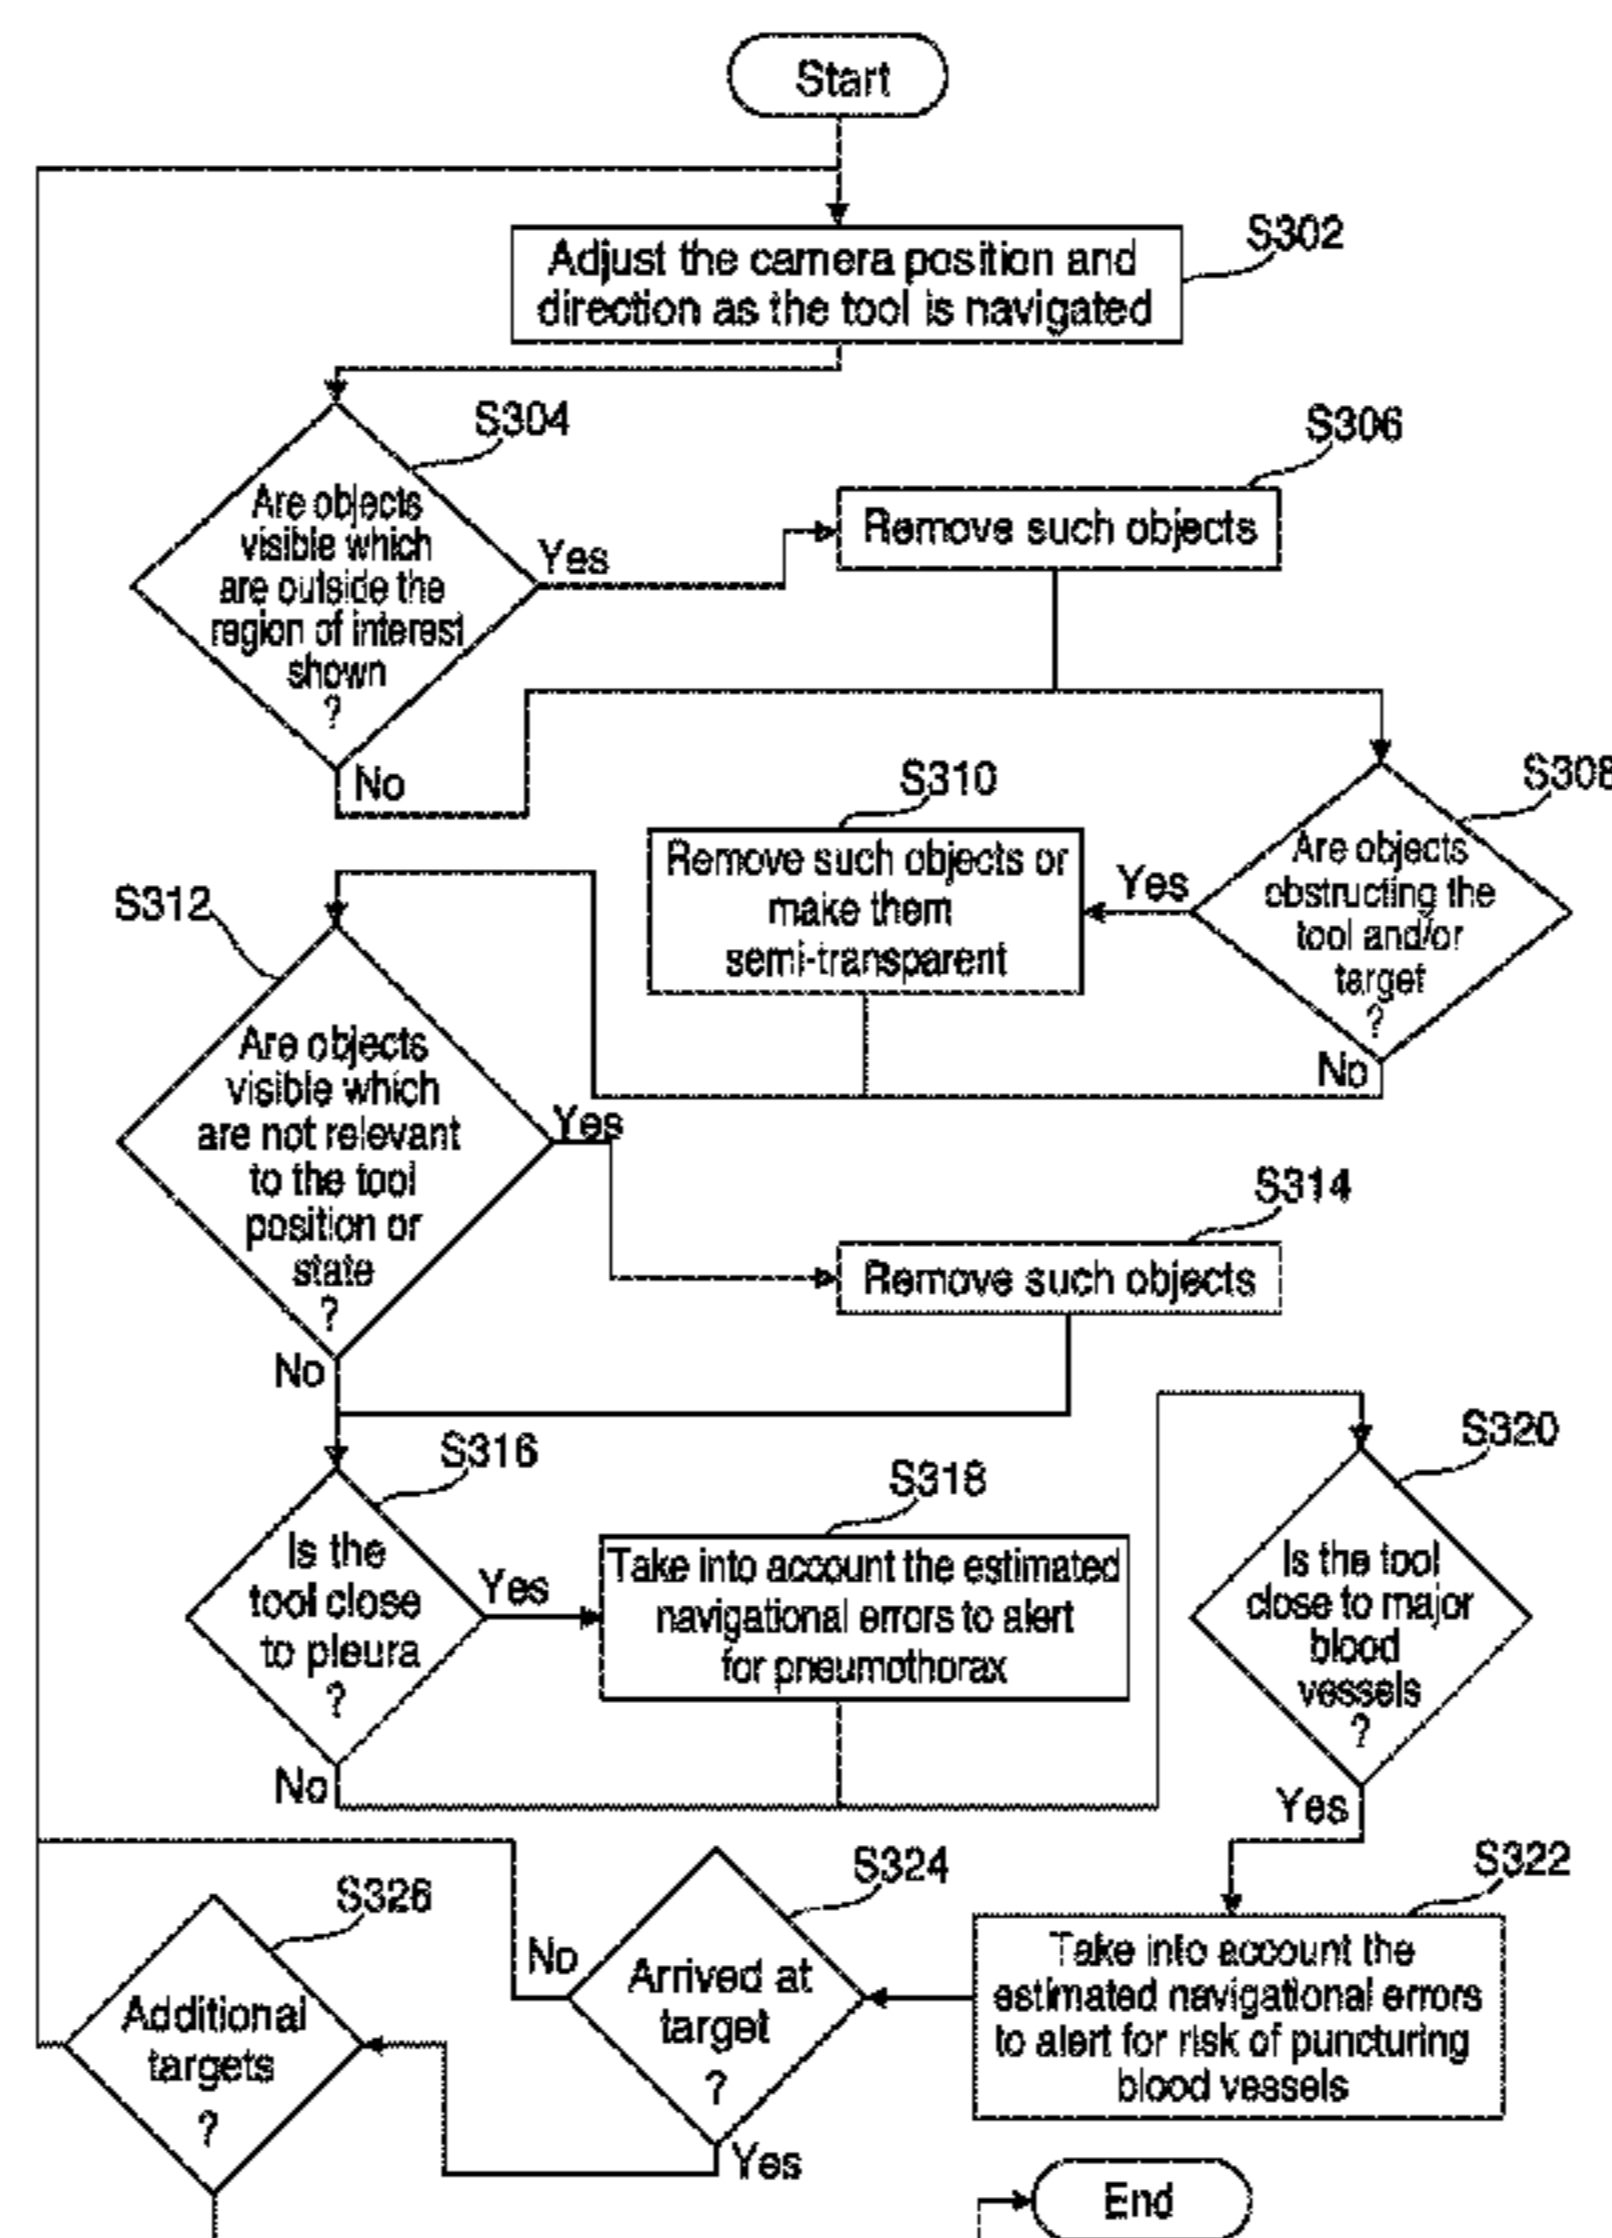 Start
S302
Adjust the camera position and
direction as the tool is navigated
S304
Are objects
visible which
are outside the
region of interest
shown
?
Yes
No
S306
Remove such objects
S308
Are objects
obstructing the
tool and/or
target
?
Yes
No
S310
Remove such objects or
make them
semi-transparent
S312
Are objects
visible which
are not relevant
to the tool
position or
state
?
Yes
No
S314
Remove such objects
S316
Is the
tool close
to pleura
?
Yes
No
S318
Take into account the estimated
navigational errors to alert
for pneumothorax
S320
Is the tool
close to major
blood
vessels
?
Yes
S322
Take into account the
estimated navigational errors
to alert for risk of puncturing
blood vessels
S324
Arrived at
target
?
No
Yes
S326
Additional
targets
?
End